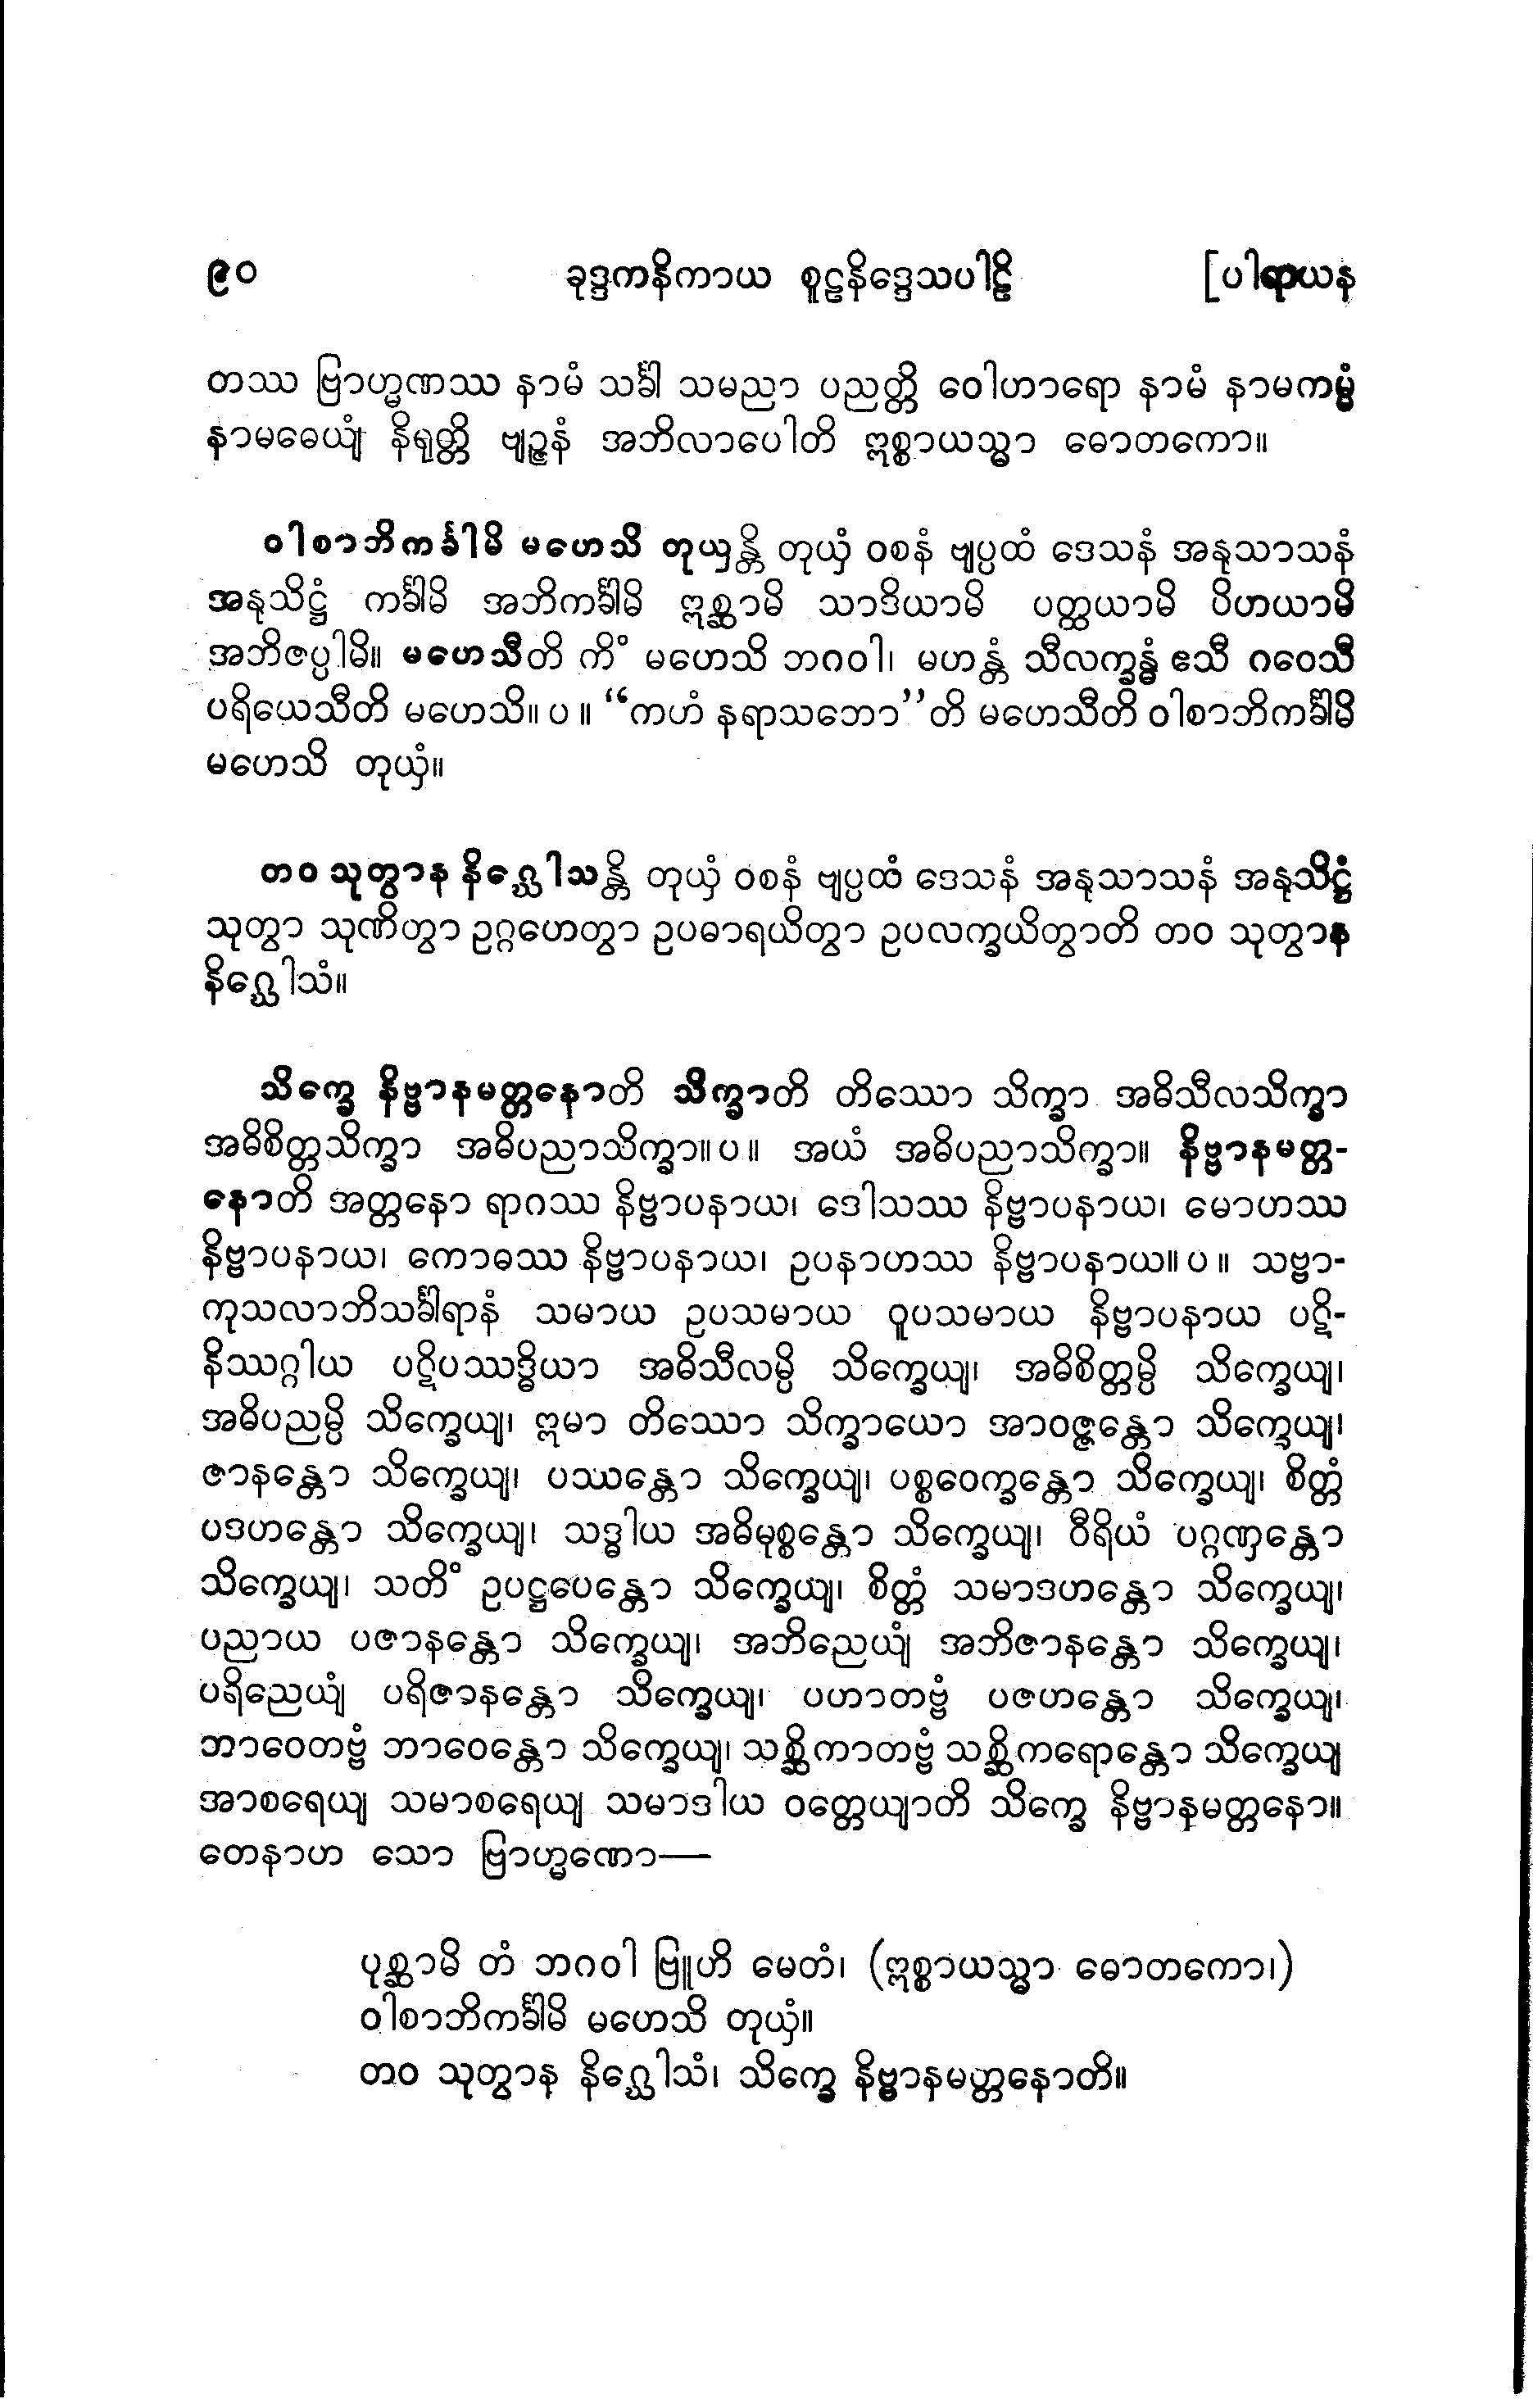 ၉၀ ခုဒ္ဒကနိကာယ စူဠနိဒ္ဒေသပါဠိ [ပါရာယန
တဿ ဗြာဟ္မဏဿ နာမံ သင်္ခါ သမညာ ပညတ္တိ ဝေါဟာရော နာမံ နာမကမ္မံ
နာမဓေယျံ နိရုတ္တိ ဗျဉ္ဇနံ အဘိလာပေါတိ ဣစ္စာယသ္မာ ဓောတကော။
ဝါစာဘိကင်္ခါမိ မဟေသိ တုယှန္တိ တုယှံ ဝစနံ ဗျပ္ပထံ ဒေသနံ အနုသာသနံ
အနုသိဋ္ဌံ ကင်္ခါမိ အဘိကင်္ခါမိ ဣစ္ဆာမိ သာဒိယာမိ ပတ္ထယာမိ ပိဟယာမိ
အဘိဇပ္ပါမိ။ မဟေသီတိ ကိံ မဟေသိ ဘဂဝါ၊ မဟန္တံ သီလက္ခန္ဓံ ဧသီ ဂဝေသီ
ပရိယေသီတိ မဟေသိ။ပ။ “ကဟံ နရာသဘော”တိ မဟေသီတိ ဝါစာဘိကင်္ခါမိ
မဟေသိ တုယှံ။
တဝ သုတွာန နိဂ္ဃေါသန္တိ တုယှံ ဝစနံ ဗျပ္ပထံ ဒေသနံ အနုသာသနံ အနုသိဋ္ဌံ
သုတွာ သုဏိတွာ ဥဂ္ဂဟေတွာ ဥပဓာရယိတွာ ဥပလက္ခယိတွာတိ တဝ သုတွာန
နိဂ္ဃေါသံ။
သိက္ခေ နိဗ္ဗာနမတ္တနောတိ သိက္ခာတိ တိဿော သိက္ခာ အဓိသီလသိက္ခာ
အဓိစိတ္တသိက္ခာ အဓိပညာသိက္ခာ။ပ။ အယံ အဓိပညာသိက္ခာ။ နိဗ္ဗာနမတ္တ-
နောတိ အတ္တနော ရာဂဿ နိဗ္ဗာပနာယ၊ ဒေါသဿ နိဗ္ဗာပနာယ၊ မောဟဿ
နိဗ္ဗာပနာယ၊ ကောဓဿ နိဗ္ဗာပနာယ၊ ဥပနာဟဿ နိဗ္ဗာပနာယ။ပ။ သဗ္ဗာ-
ကုသလာဘိသင်္ခါရာနံ သမာယ ဥပသမာယ ဝူပသမာယ နိဗ္ဗာပနာယ ပဋိ-
နိဿဂ္ဂါယ ပဋိပဿဒ္ဓိယာ အဓိသီလမ္ပိ သိက္ခေယျ၊ အဓိစိတ္တမ္ပိ သိက္ခေယျ၊
အဓိပညမ္ပိ သိက္ခေယျ၊ ဣမာ တိဿော သိက္ခာယော အာဝဇ္ဇန္တော သိက္ခေယျ၊
ဇာနန္တော သိက္ခေယျ၊ ပဿန္တော သိက္ခေယျ၊ ပစ္စဝေက္ခန္တော သိက္ခေယျ၊ စိတ္တံ
ပဒဟန္တော သိက္ခေယျ၊ သဒ္ဓါယ အဓိမုစ္စန္တော သိက္ခေယျ၊ ဝီရိယံ ပဂ္ဂဏှန္တော
သိက္ခေယျ၊ သတိံ ဥပဋ္ဌပေန္တော သိက္ခေယျ၊ စိတ္တံ သမာဒဟန္တော သိက္ခေယျ၊
ပညာယ ပဇာနန္တော သိက္ခေယျ၊ အဘိညေယျံ အဘိဇာနန္တော သိက္ခေယျ၊
ပရိညေယျံ ပရိဇာနန္တော သိက္ခေယျ၊ ပဟာတဗ္ဗံ ပဇဟန္တော သိက္ခေယျ၊
ဘာဝေတဗ္ဗံ ဘာဝေန္တော သိက္ခေယျ၊ သစ္ဆိကာတဗ္ဗံ သစ္ဆိကရောန္တော သိက္ခေယျ
အာစရေယျ သမာစရေယျ သမာဒါယ ဝတ္တေယျာတိ သိက္ခေ နိဗ္ဗာနမတ္တနော။
တေနာဟ သော ဗြာဟ္မဏော—
ပုစ္ဆာမိ တံ ဘဂဝါ ဗြူဟိ မေတံ၊ (ဣစ္စာယသ္မာ ဓောတကော၊)
ဝါစာဘိကင်္ခါမိ မဟေသိ တုယှံ။
တဝ သုတွာန နိဂ္ဃေါသံ၊ သိက္ခေ နိဗ္ဗာနမတ္တနောတိ။